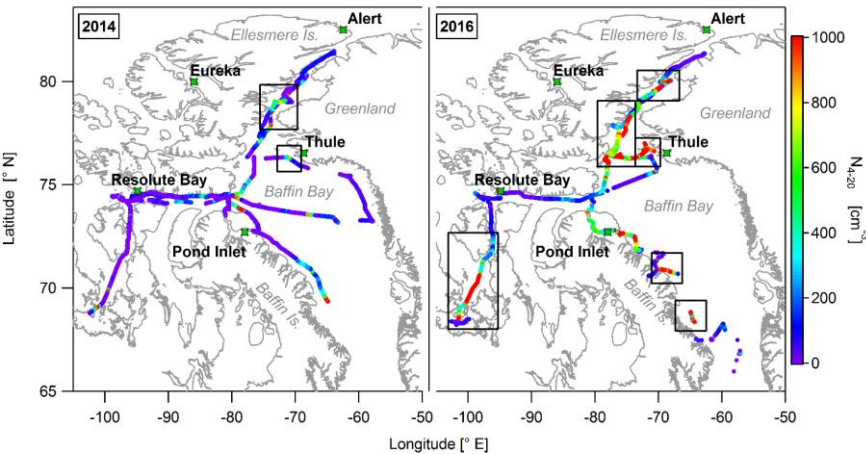 2014
Alert
Ellesmere Is.
Eureka
Greenland
Thule
Resolute Bay
Baffin Bay
Pond Inlet
Baffin Is.
2016
Alert
Ellesmere Is.
Eureka
Greenland
Thule
Resolute Bay
Baffin Bay
Pond Inlet
Baffin Is.
80
75
70
65
Latitude [° N]
-100
-90
-80
-70
-60
-50
-100
-90
-80
-70
-60
-50
Longitude [° E]
1000
800
600
400
200
0
N4-20 [cm-3]